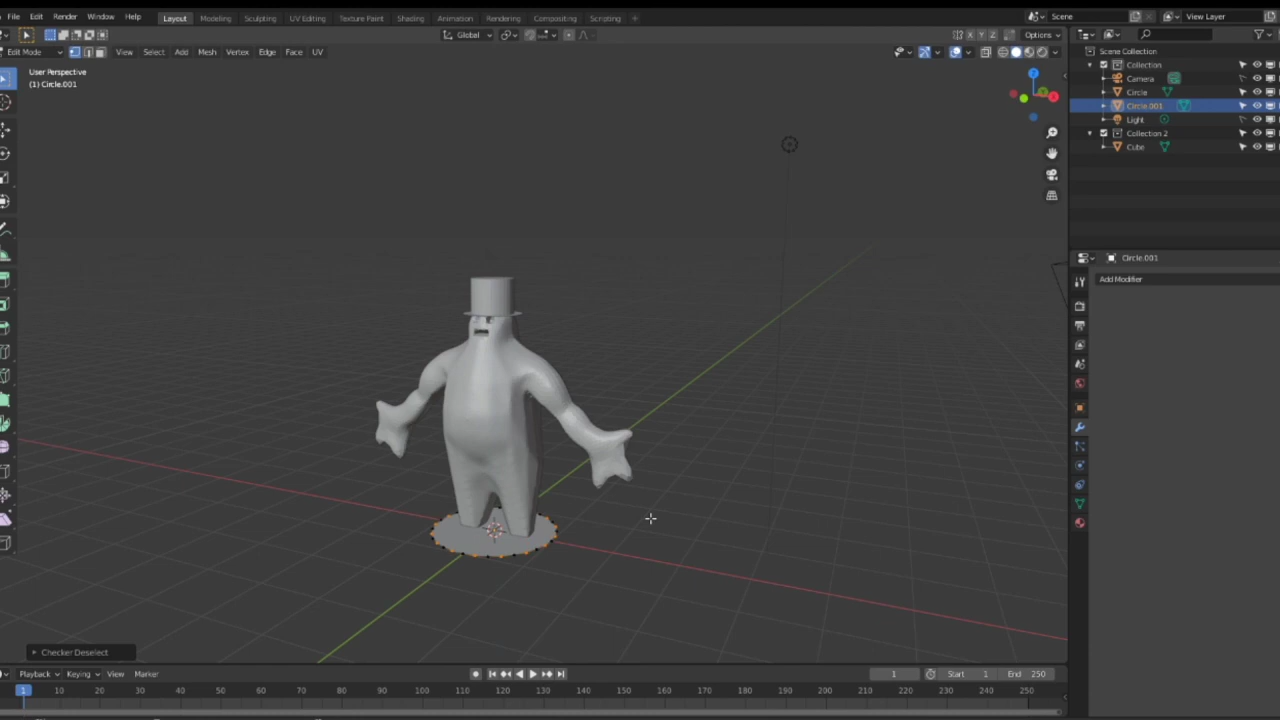 File Edit Render Window Help Layout Modeling Sculpting UV Editing Texture Paint Shading Animation Rendering Compositing Scripting + Scene View Layer
Global X Y Z Options
Edit Mode View Select Add Mesh Vertex Edge Face UV
Scene Collection
Collection
Camera
Circle
Circle.001
Light
Collection 2
Cube
User Perspective
(1) Circle.001
Z
Y
X
Circle.001
Add Modifier
Checker Deselect
Playback Keying View Marker 1 Start 1 End 250
1 10 20 30 40 50 60 70 80 90 100 110 120 130 140 150 160 170 180 190 200 210 220 230 240 250